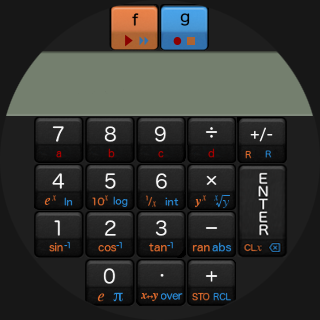 f g
7 8 9 ÷ +/-
a b c d R R
4 5 6 × ENTER
eˣ ln 10ˣ log ¹/x int yˣ ˣ√y
1 2 3 −
sin⁻¹ cos⁻¹ tan⁻¹ ran abs CLx
0 · +
e π x↔y over STO RCL